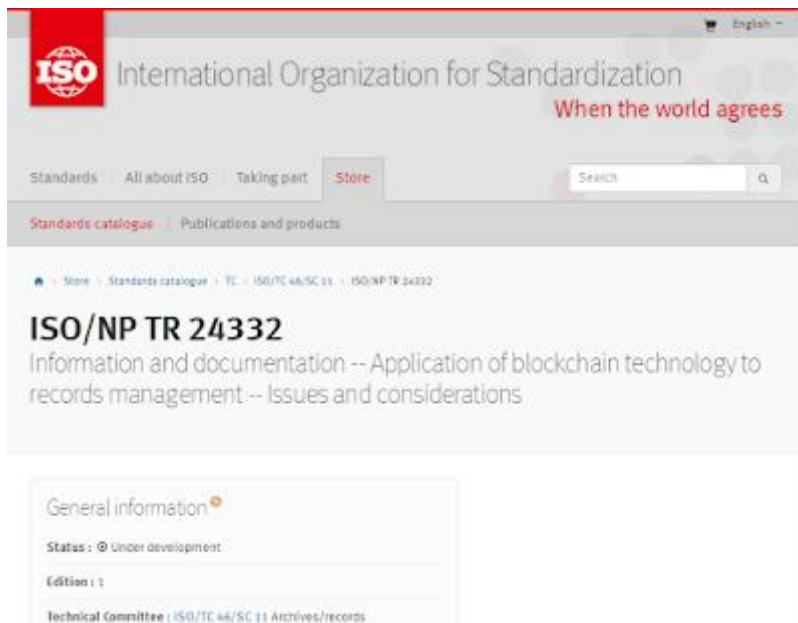 English
ISO
International Organization for Standardization
When the world agrees
Standards
All about ISO
Taking part
Store
Search
Standards catalogue
Publications and products
Store › Standards catalogue › TC › ISO/TC 46/SC 11 › ISO/NP TR 24332
ISO/NP TR 24332
Information and documentation -- Application of blockchain technology to
records management -- Issues and considerations
General information
Status : Under development
Edition : 1
Technical Committee : ISO/TC 46/SC 11 Archives/records